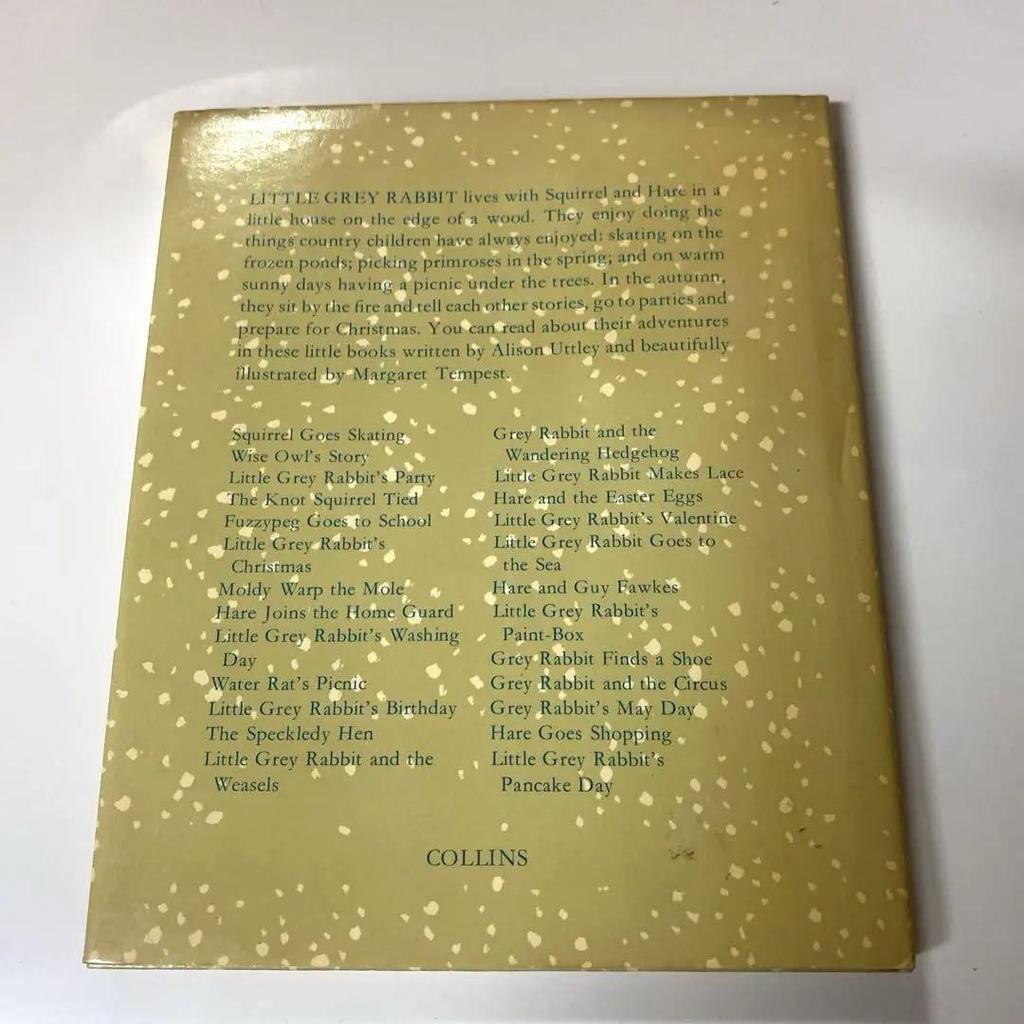 LITTLE GREY RABBIT lives with Squirrel and Hare in a
little house on the edge of a wood. They enjoy doing the
things country children have always enjoyed: skating on the
frozen ponds; picking primroses in the spring; and on warm
sunny days having a picnic under the trees. In the autumn,
they sit by the fire and tell each other stories, go to parties and
prepare for Christmas. You can read about their adventures
in these little books written by Alison Uttley and beautifully
illustrated by Margaret Tempest.
Squirrel Goes Skating
Wise Owl's Story
Little Grey Rabbit's Party
The Knot Squirrel Tied
Fuzzypeg Goes to School
Little Grey Rabbit's
Christmas
Moldy Warp the Mole
Hare Joins the Home Guard
Little Grey Rabbit's Washing
Day
Water Rat's Picnic
Little Grey Rabbit's Birthday
The Speckledy Hen
Little Grey Rabbit and the
Weasels
Grey Rabbit and the
Wandering Hedgehog
Little Grey Rabbit Makes Lace
Hare and the Easter Eggs
Little Grey Rabbit's Valentine
Little Grey Rabbit Goes to
the Sea
Hare and Guy Fawkes
Little Grey Rabbit's
Paint-Box
Grey Rabbit Finds a Shoe
Grey Rabbit and the Circus
Grey Rabbit's May Day
Hare Goes Shopping
Little Grey Rabbit's
Pancake Day
COLLINS